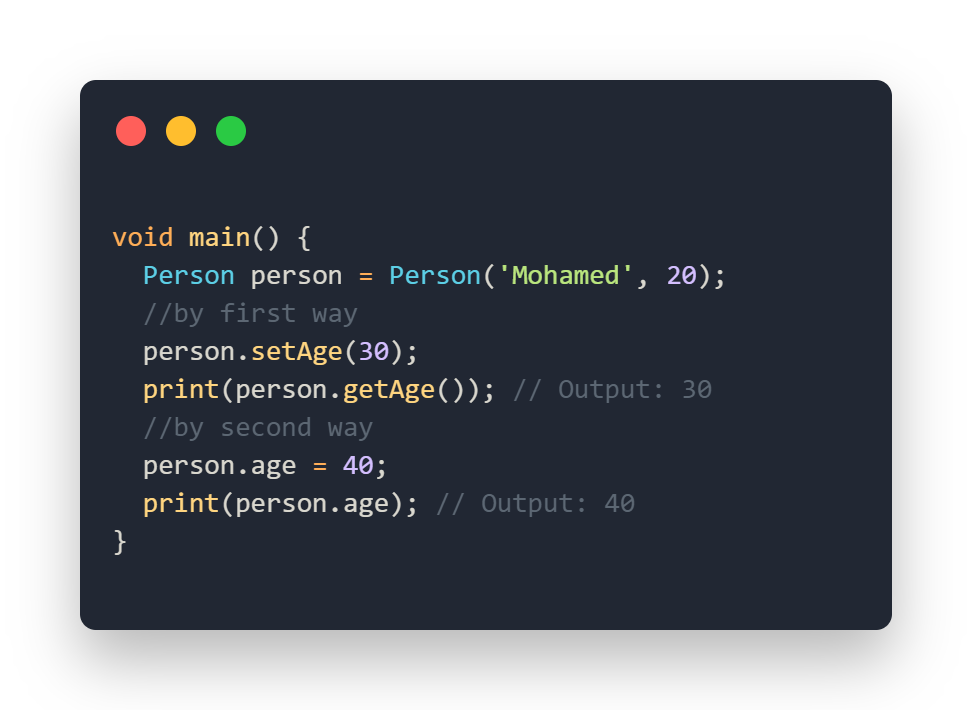 void main() {
  Person person = Person('Mohamed', 20);
  //by first way
  person.setAge(30);
  print(person.getAge()); // Output: 30
  //by second way
  person.age = 40;
  print(person.age); // Output: 40
}